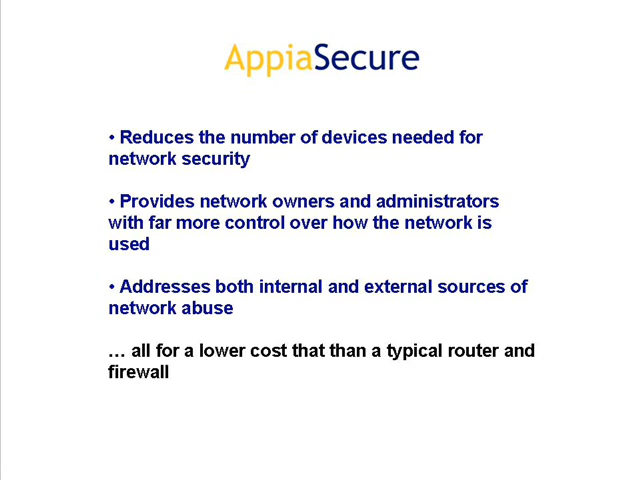 AppiaSecure
• Reduces the number of devices needed for
network security
• Provides network owners and administrators
with far more control over how the network is
used
• Addresses both internal and external sources of
network abuse
… all for a lower cost that than a typical router and
firewall